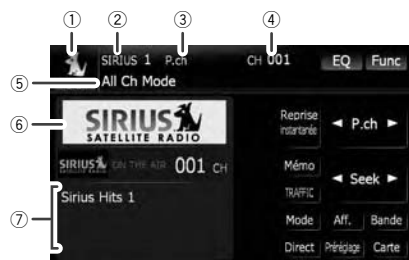 ① ② ③ ④
SIRIUS 1 P.ch CH 001 EQ Func
⑤ All Ch Mode
⑥ SIRIUS
SATELLITE RADIO
Reprise
instantanée
◄ P.ch ►
SIRIUS ON THE AIR 001 CH
Mémo
TRAFFIC
◄ Seek ►
⑦ Sirius Hits 1
Mode Aff. Bande
Direct Préréglage Carte